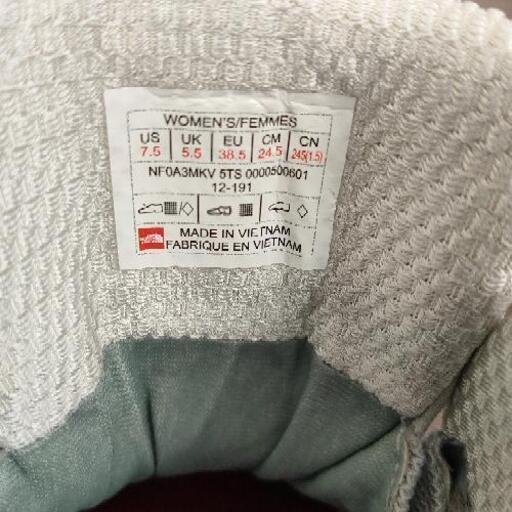 WOMEN'S/FEMMES
US UK EU CM CN
7.5 5.5 38.5 24.5 245(1.5)
NF0A3MKV 5TS 0000500601
12-191
MADE IN VIETNAM
FABRIQUE EN VIETNAM